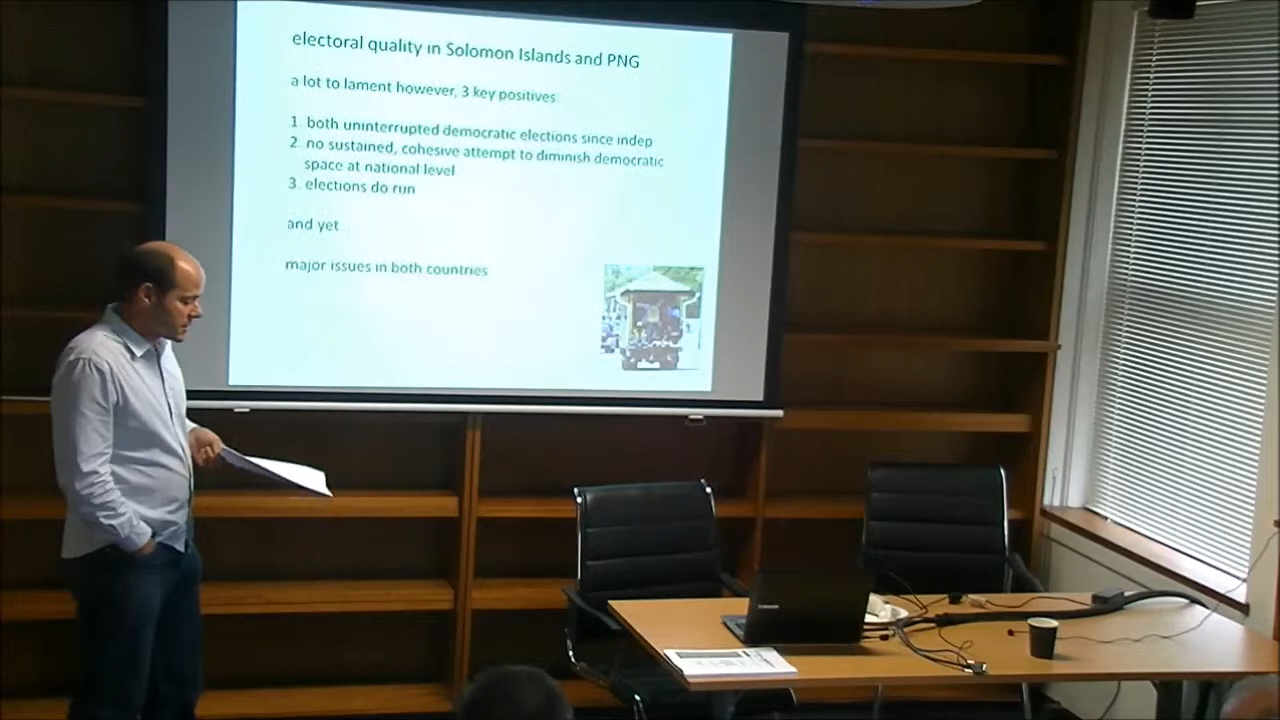 electoral quality in Solomon Islands and PNG
a lot to lament however, 3 key positives
1. both uninterrupted democratic elections since indep
2. no sustained, cohesive attempt to diminish democratic
space at national level
3. elections do run
and yet
major issues in both countries